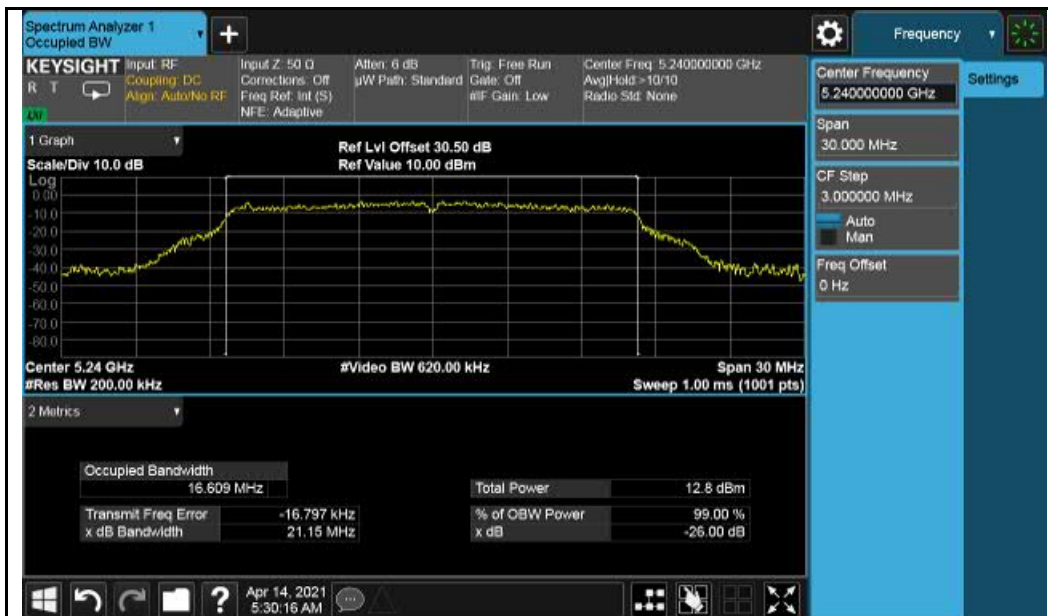 Spectrum Analyzer 1
Occupied BW
+
Frequency
KEYSIGHT
R T
Input: RF
Coupling: DC
Align: Auto/No RF
Input Z: 50 Ω
Corrections: Off
Freq Ref: Int (S)
NFE: Adaptive
Atten: 6 dB
µW Path: Standard
Trig: Free Run
Gate: Off
#IF Gain: Low
Center Freq: 5.240000000 GHz
Avg|Hold:>10/10
Radio Std: None
Center Frequency
5.240000000 GHz
Settings
Span
30.000 MHz
CF Step
3.000000 MHz
Auto
Man
Freq Offset
0 Hz
1 Graph
Scale/Div 10.0 dB
Ref Lvl Offset 30.50 dB
Ref Value 10.00 dBm
Log
0.00
-10.0
-20.0
-30.0
-40.0
-50.0
-60.0
-70.0
-80.0
Center 5.24 GHz
#Video BW 620.00 kHz
Span 30 MHz
#Res BW 200.00 kHz
Sweep 1.00 ms (1001 pts)
2 Metrics
Occupied Bandwidth
16.609 MHz
Total Power 12.8 dBm
Transmit Freq Error -16.797 kHz
% of OBW Power 99.00 %
x dB Bandwidth 21.15 MHz
x dB -26.00 dB
?
Apr 14, 2021
5:30:16 AM